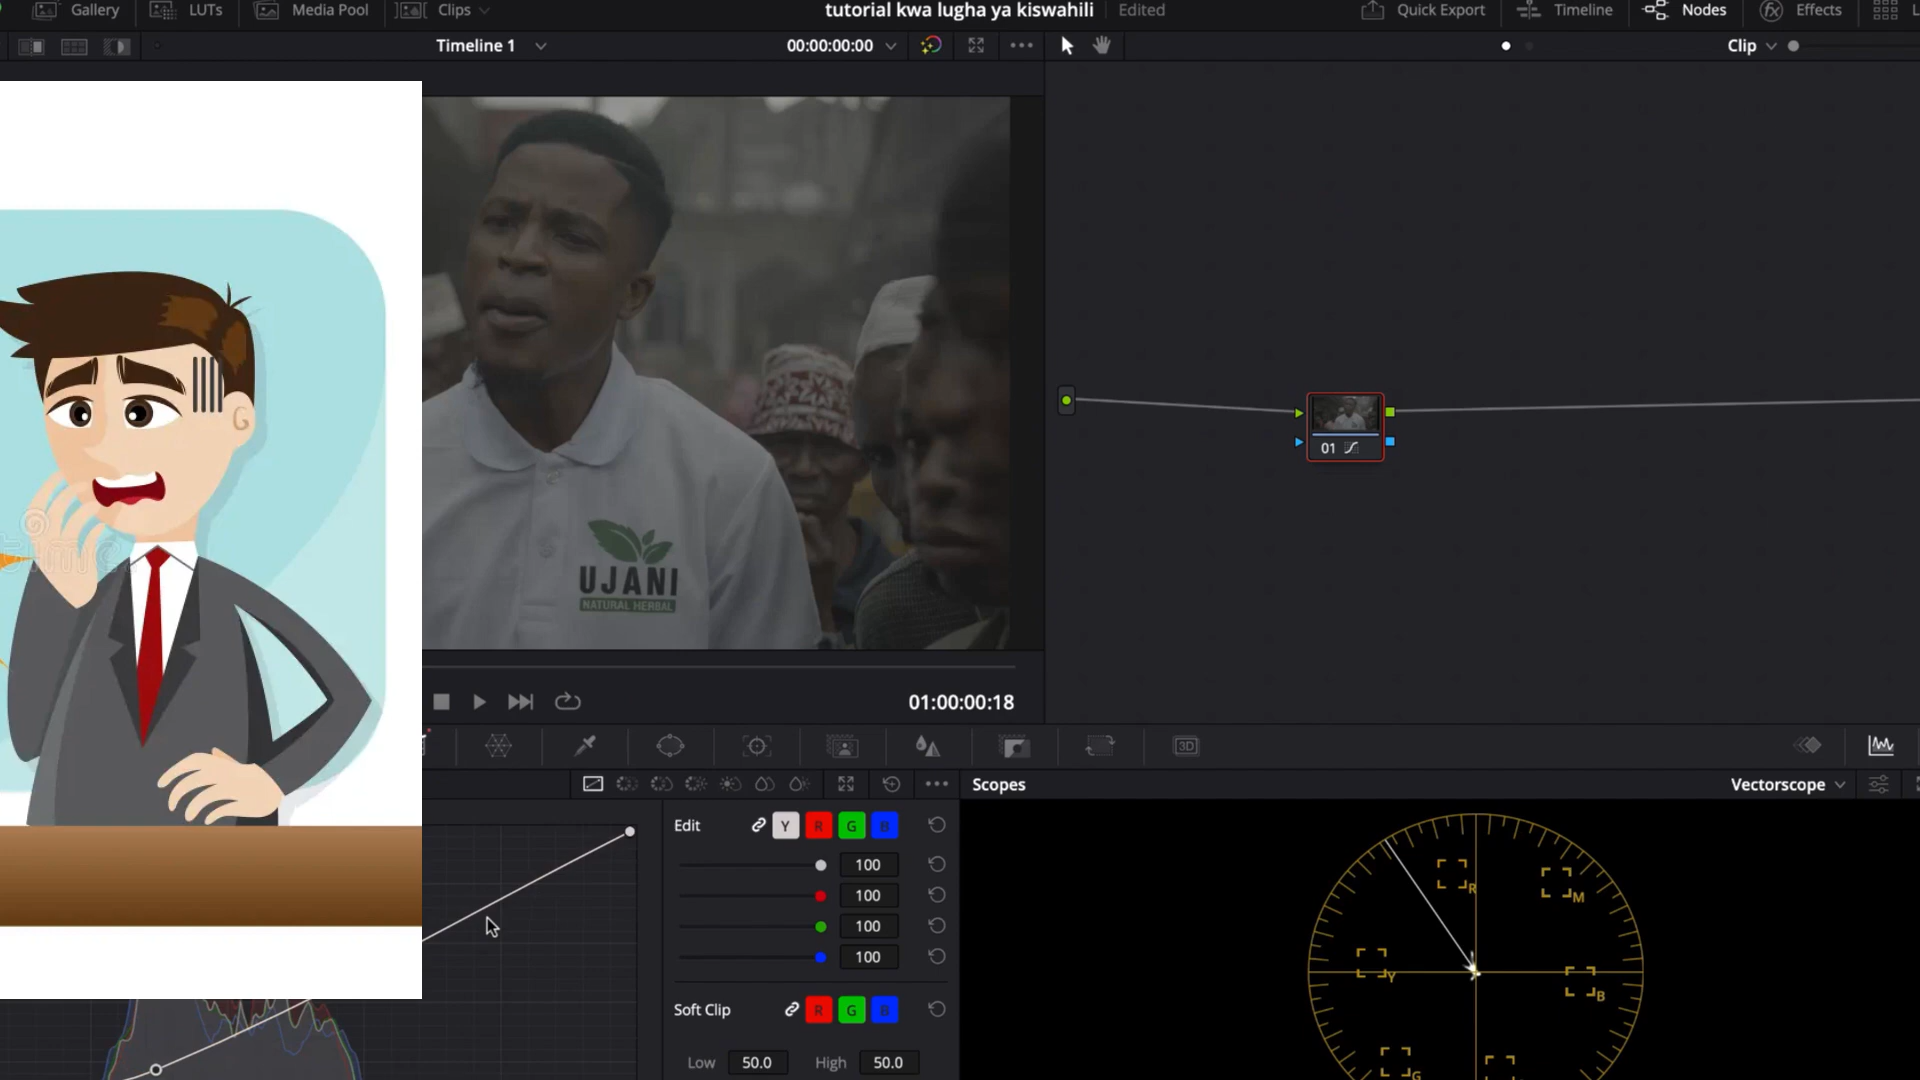 Gallery LUTs Media Pool Clips tutorial kwa lugha ya kiswahili Edited Quick Export Timeline Nodes Effects
Timeline 1 00:00:00:00 Clip
UJANI
NATURAL HERBAL
01
01:00:00:18
3D
Scopes Vectorscope
Edit Y R G B
100
100
100
100
Soft Clip R G B
Low 50.0 High 50.0
R
M
Y
B
G